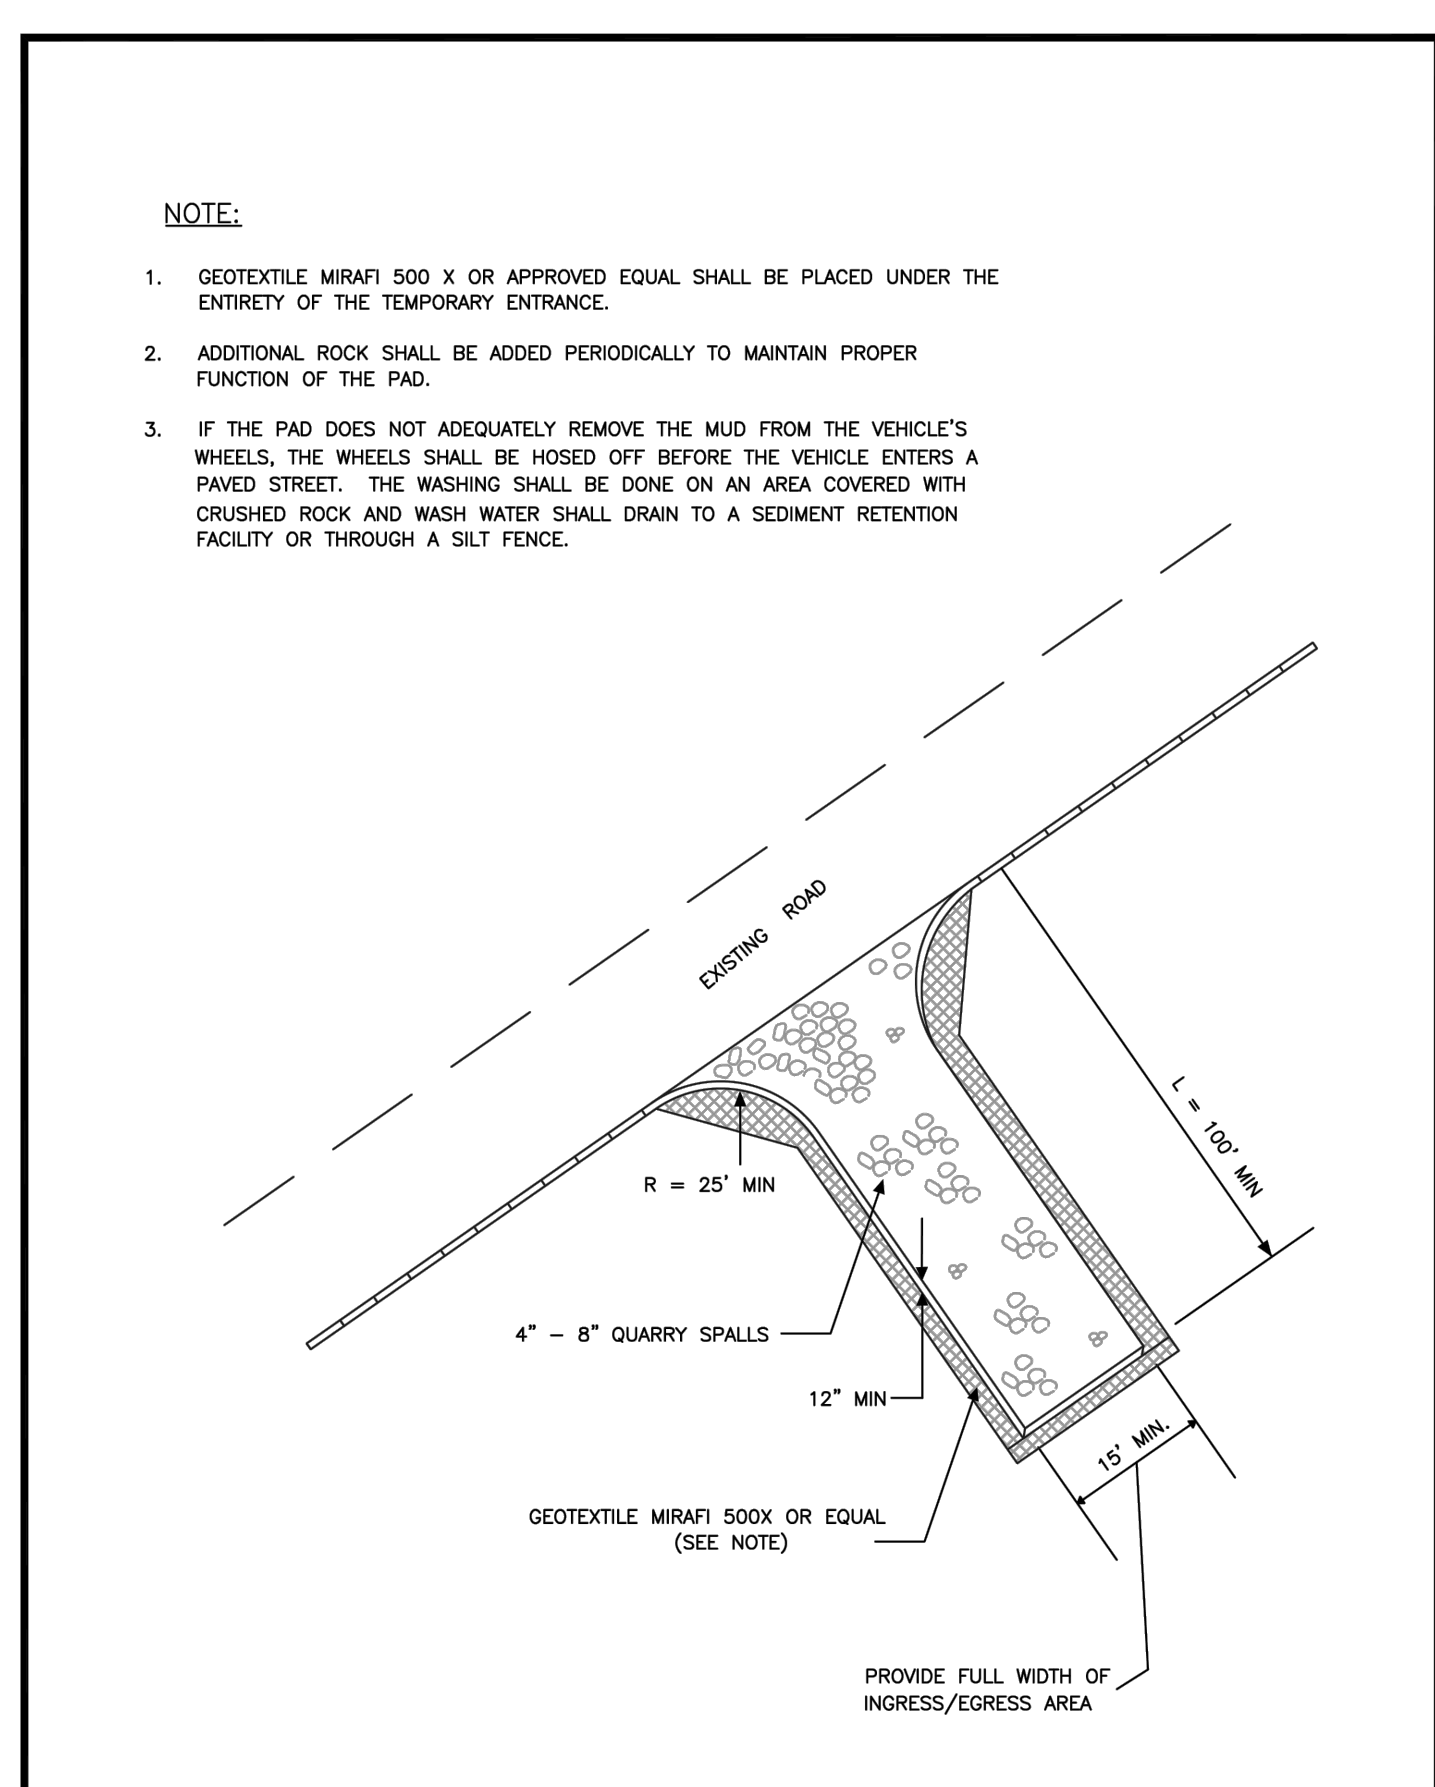 NOTE:
1. GEOTEXTILE MIRAFI 500 X OR APPROVED EQUAL SHALL BE PLACED UNDER THE
ENTIRETY OF THE TEMPORARY ENTRANCE.
2. ADDITIONAL ROCK SHALL BE ADDED PERIODICALLY TO MAINTAIN PROPER
FUNCTION OF THE PAD.
3. IF THE PAD DOES NOT ADEQUATELY REMOVE THE MUD FROM THE VEHICLE'S
WHEELS, THE WHEELS SHALL BE HOSED OFF BEFORE THE VEHICLE ENTERS A
PAVED STREET. THE WASHING SHALL BE DONE ON AN AREA COVERED WITH
CRUSHED ROCK AND WASH WATER SHALL DRAIN TO A SEDIMENT RETENTION
FACILITY OR THROUGH A SILT FENCE.
EXISTING ROAD
L = 100' MIN
R = 25' MIN
4" – 8" QUARRY SPALLS
12" MIN
15' MIN.
GEOTEXTILE MIRAFI 500X OR EQUAL
(SEE NOTE)
PROVIDE FULL WIDTH OF
INGRESS/EGRESS AREA